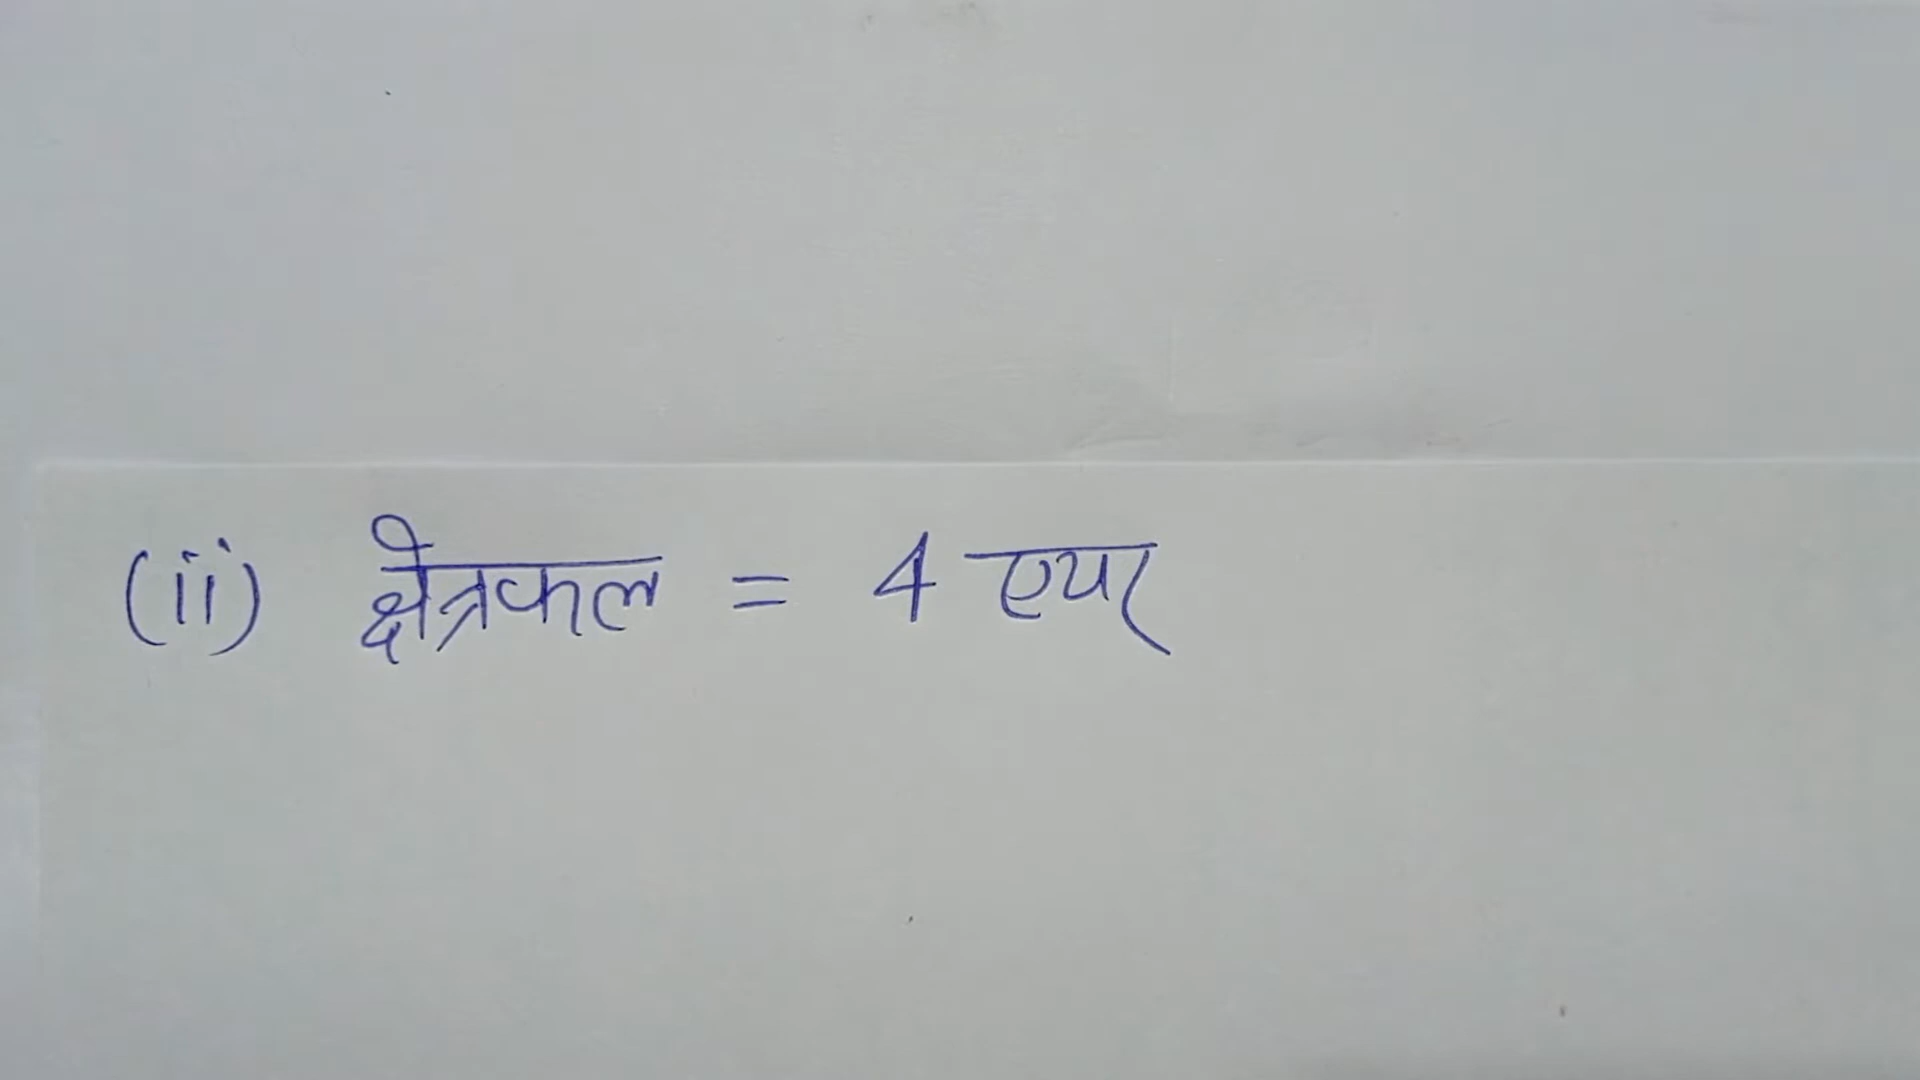 (ii) क्षेत्रफल = 4 एयर